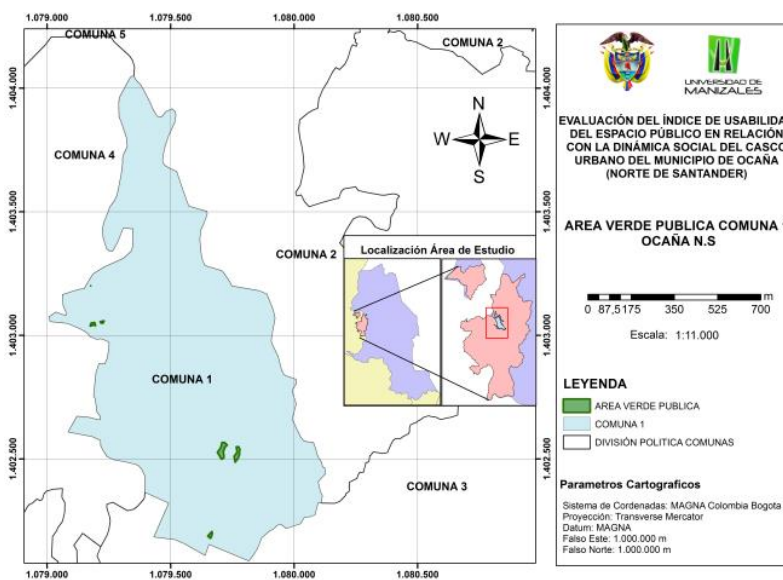 1.079.000 1.079.500 1.080.000 1.080.500
COMUNA 5
COMUNA 2
1.404.000 1.404.000
N
W E
S
COMUNA 4
1.403.500 1.403.500
COMUNA 2
Localización Área de Estudio
1.403.000 1.403.000
COMUNA 1
1.402.500 1.402.500
COMUNA 3
1.079.000 1.079.500 1.080.000 1.080.500
UNIVERSIDAD DE
MANIZALES
EVALUACIÓN DEL ÍNDICE DE USABILIDA
DEL ESPACIO PÚBLICO EN RELACIÓN
CON LA DINÁMICA SOCIAL DEL CASCO
URBANO DEL MUNICIPIO DE OCAÑA
(NORTE DE SANTANDER)
AREA VERDE PUBLICA COMUNA
OCAÑA N.S
m
0 87,5 175 350 525 700
Escala: 1:11.000
LEYENDA
AREA VERDE PUBLICA
COMUNA 1
DIVISIÓN POLITICA COMUNAS
Parametros Cartograficos
Sistema de Cordenadas: MAGNA Colombia Bogota
Proyección: Transverse Mercator
Datum: MAGNA
Falso Este: 1.000.000 m
Falso Norte: 1.000.000 m